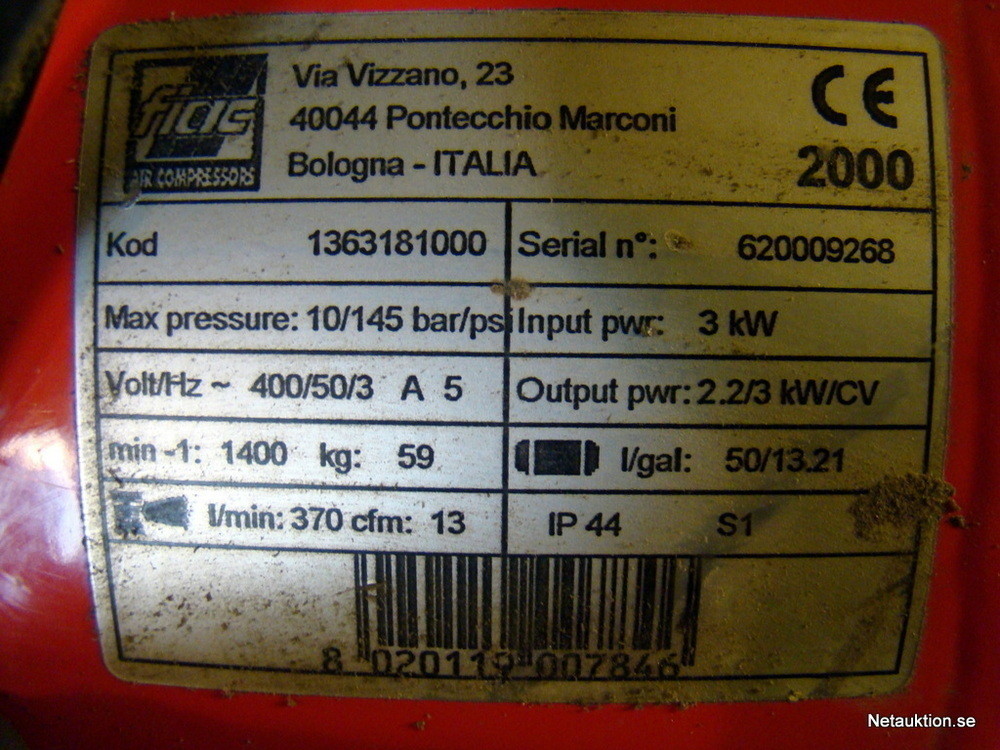 fiac
AIR COMPRESSORS
Via Vizzano, 23
40044 Pontecchio Marconi
Bologna - ITALIA
CE
2000
Kod 1363181000
Serial n°: 620009268
Max pressure: 10/145 bar/psi
Input pwr: 3 kW
Volt/Hz ~ 400/50/3 A 5
Output pwr: 2.2/3 kW/CV
min -1: 1400 kg: 59
l/gal: 50/13.21
l/min: 370 cfm: 13
IP 44 S1
8 020119 007846
Netauktion.se